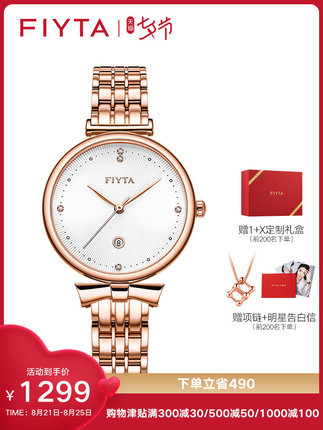 FIYTA 天猫 七夕节
FIYTA
6
FIYTA
赠1+X定制礼盒
(前200名下单)
赠项链+明星告白信
(前200名下单)
活动到手价
¥1299
TIME：8月21日-8月25日
下单立省490
购物津贴满300减30/500减50/1000减100